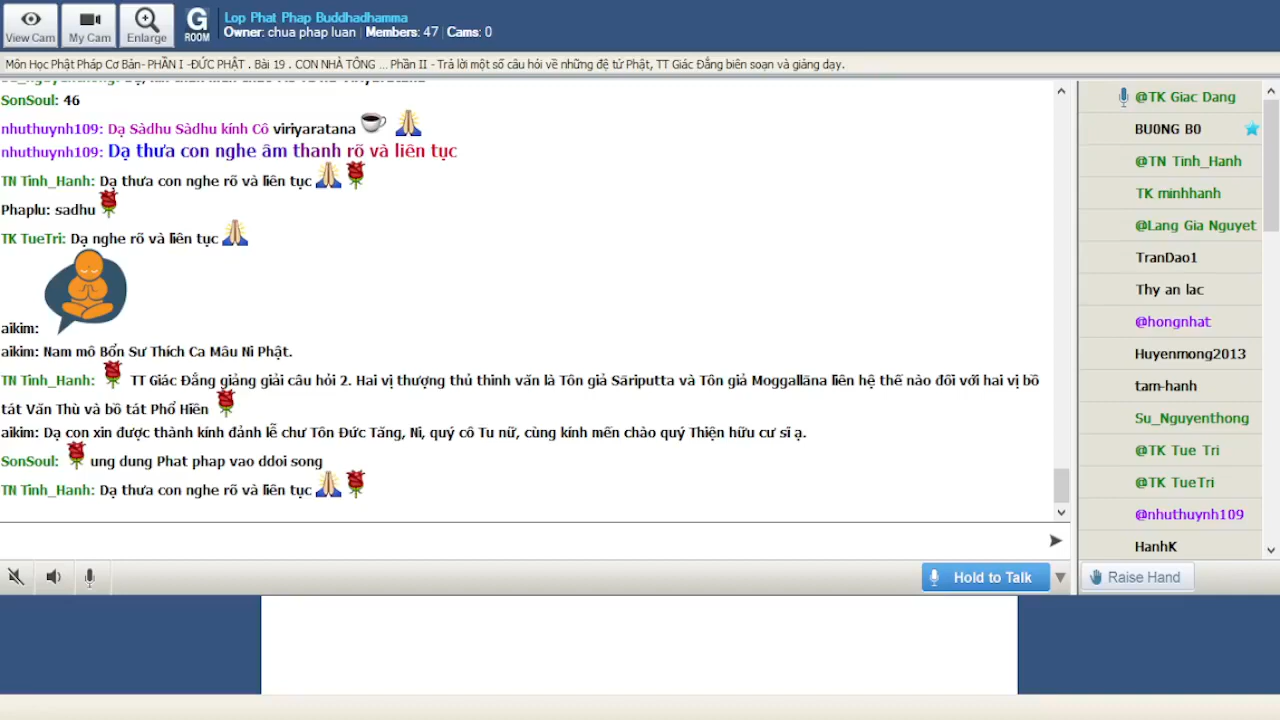 View Cam
My Cam
Enlarge
G
ROOM
Lop Phat Phap Buddhadhamma
Owner: chua phap luan | Members: 47 | Cams: 0
Môn Học Phật Pháp Cơ Bản- PHẦN I -ĐỨC PHẬT . Bài 19 . CON NHÀ TÔNG ... Phần II - Trả lời một số câu hỏi về những đệ tử Phật, TT Giác Đẳng biên soạn và giảng dạy.
SonSoul: 46
nhuthuynh109: Dạ Sàdhu Sàdhu kính Cô viriyaratana
nhuthuynh109: Dạ thưa con nghe âm thanh rõ và liên tục
TN Tinh_Hanh: Dạ thưa con nghe rõ và liên tục
Phaplu: sadhu
TK TueTri: Dạ nghe rõ và liên tục
aikim:
aikim: Nam mô Bổn Sư Thích Ca Mâu Ni Phật.
TN Tinh_Hanh: TT Giác Đẳng giảng giải câu hỏi 2. Hai vị thượng thủ thinh văn là Tôn giả Sāriputta và Tôn giả Moggallāna liên hệ thế nào đối với hai vị bồ
tát Văn Thù và bồ tát Phổ Hiền
aikim: Dạ con xin được thành kính đảnh lễ chư Tôn Đức Tăng, Ni, quý cô Tu nữ, cùng kính mến chào quý Thiện hữu cư sĩ ạ.
SonSoul: ung dung Phat phap vao ddoi song
TN Tinh_Hanh: Dạ thưa con nghe rõ và liên tục
Hold to Talk
@TK Giac Dang
BU0NG B0
@TN Tinh_Hanh
TK minhhanh
@Lang Gia Nguyet
TranDao1
Thy an lac
@hongnhat
Huyenmong2013
tam-hanh
Su_Nguyenthong
@TK Tue Tri
@TK TueTri
@nhuthuynh109
HanhK
Raise Hand